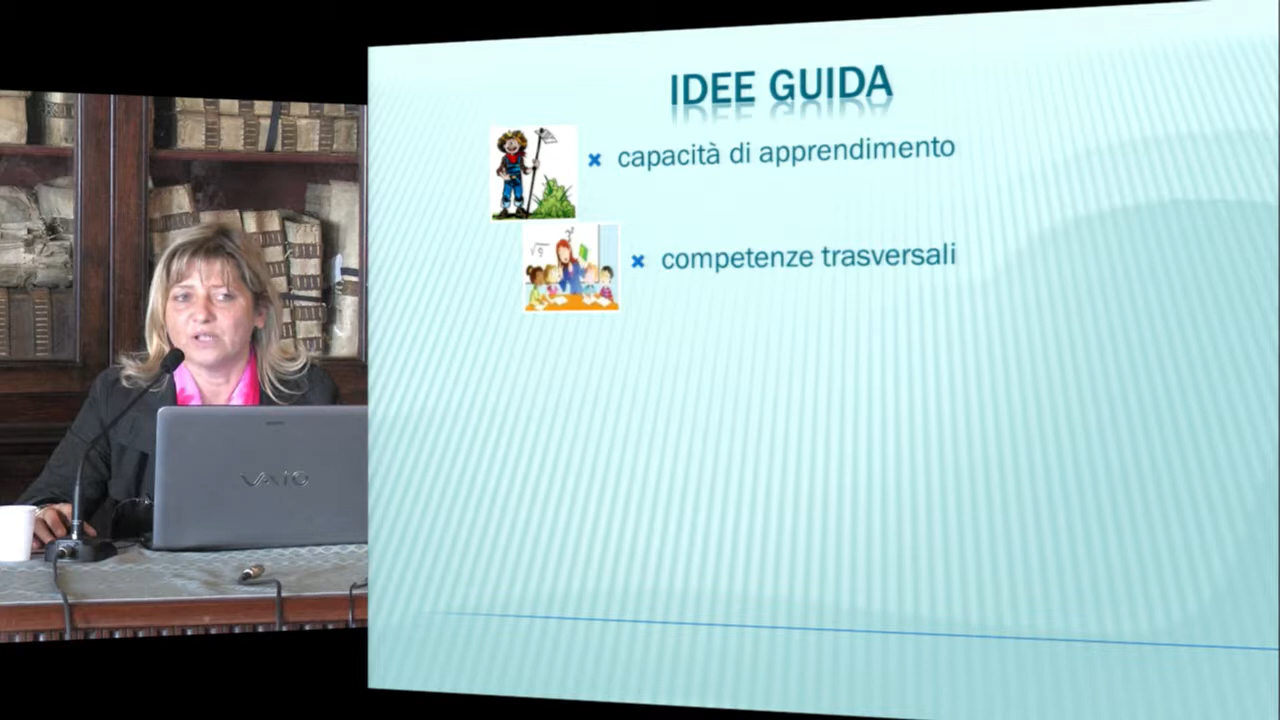 IDEE GUIDA
capacità di apprendimento
competenze trasversali
VAIO